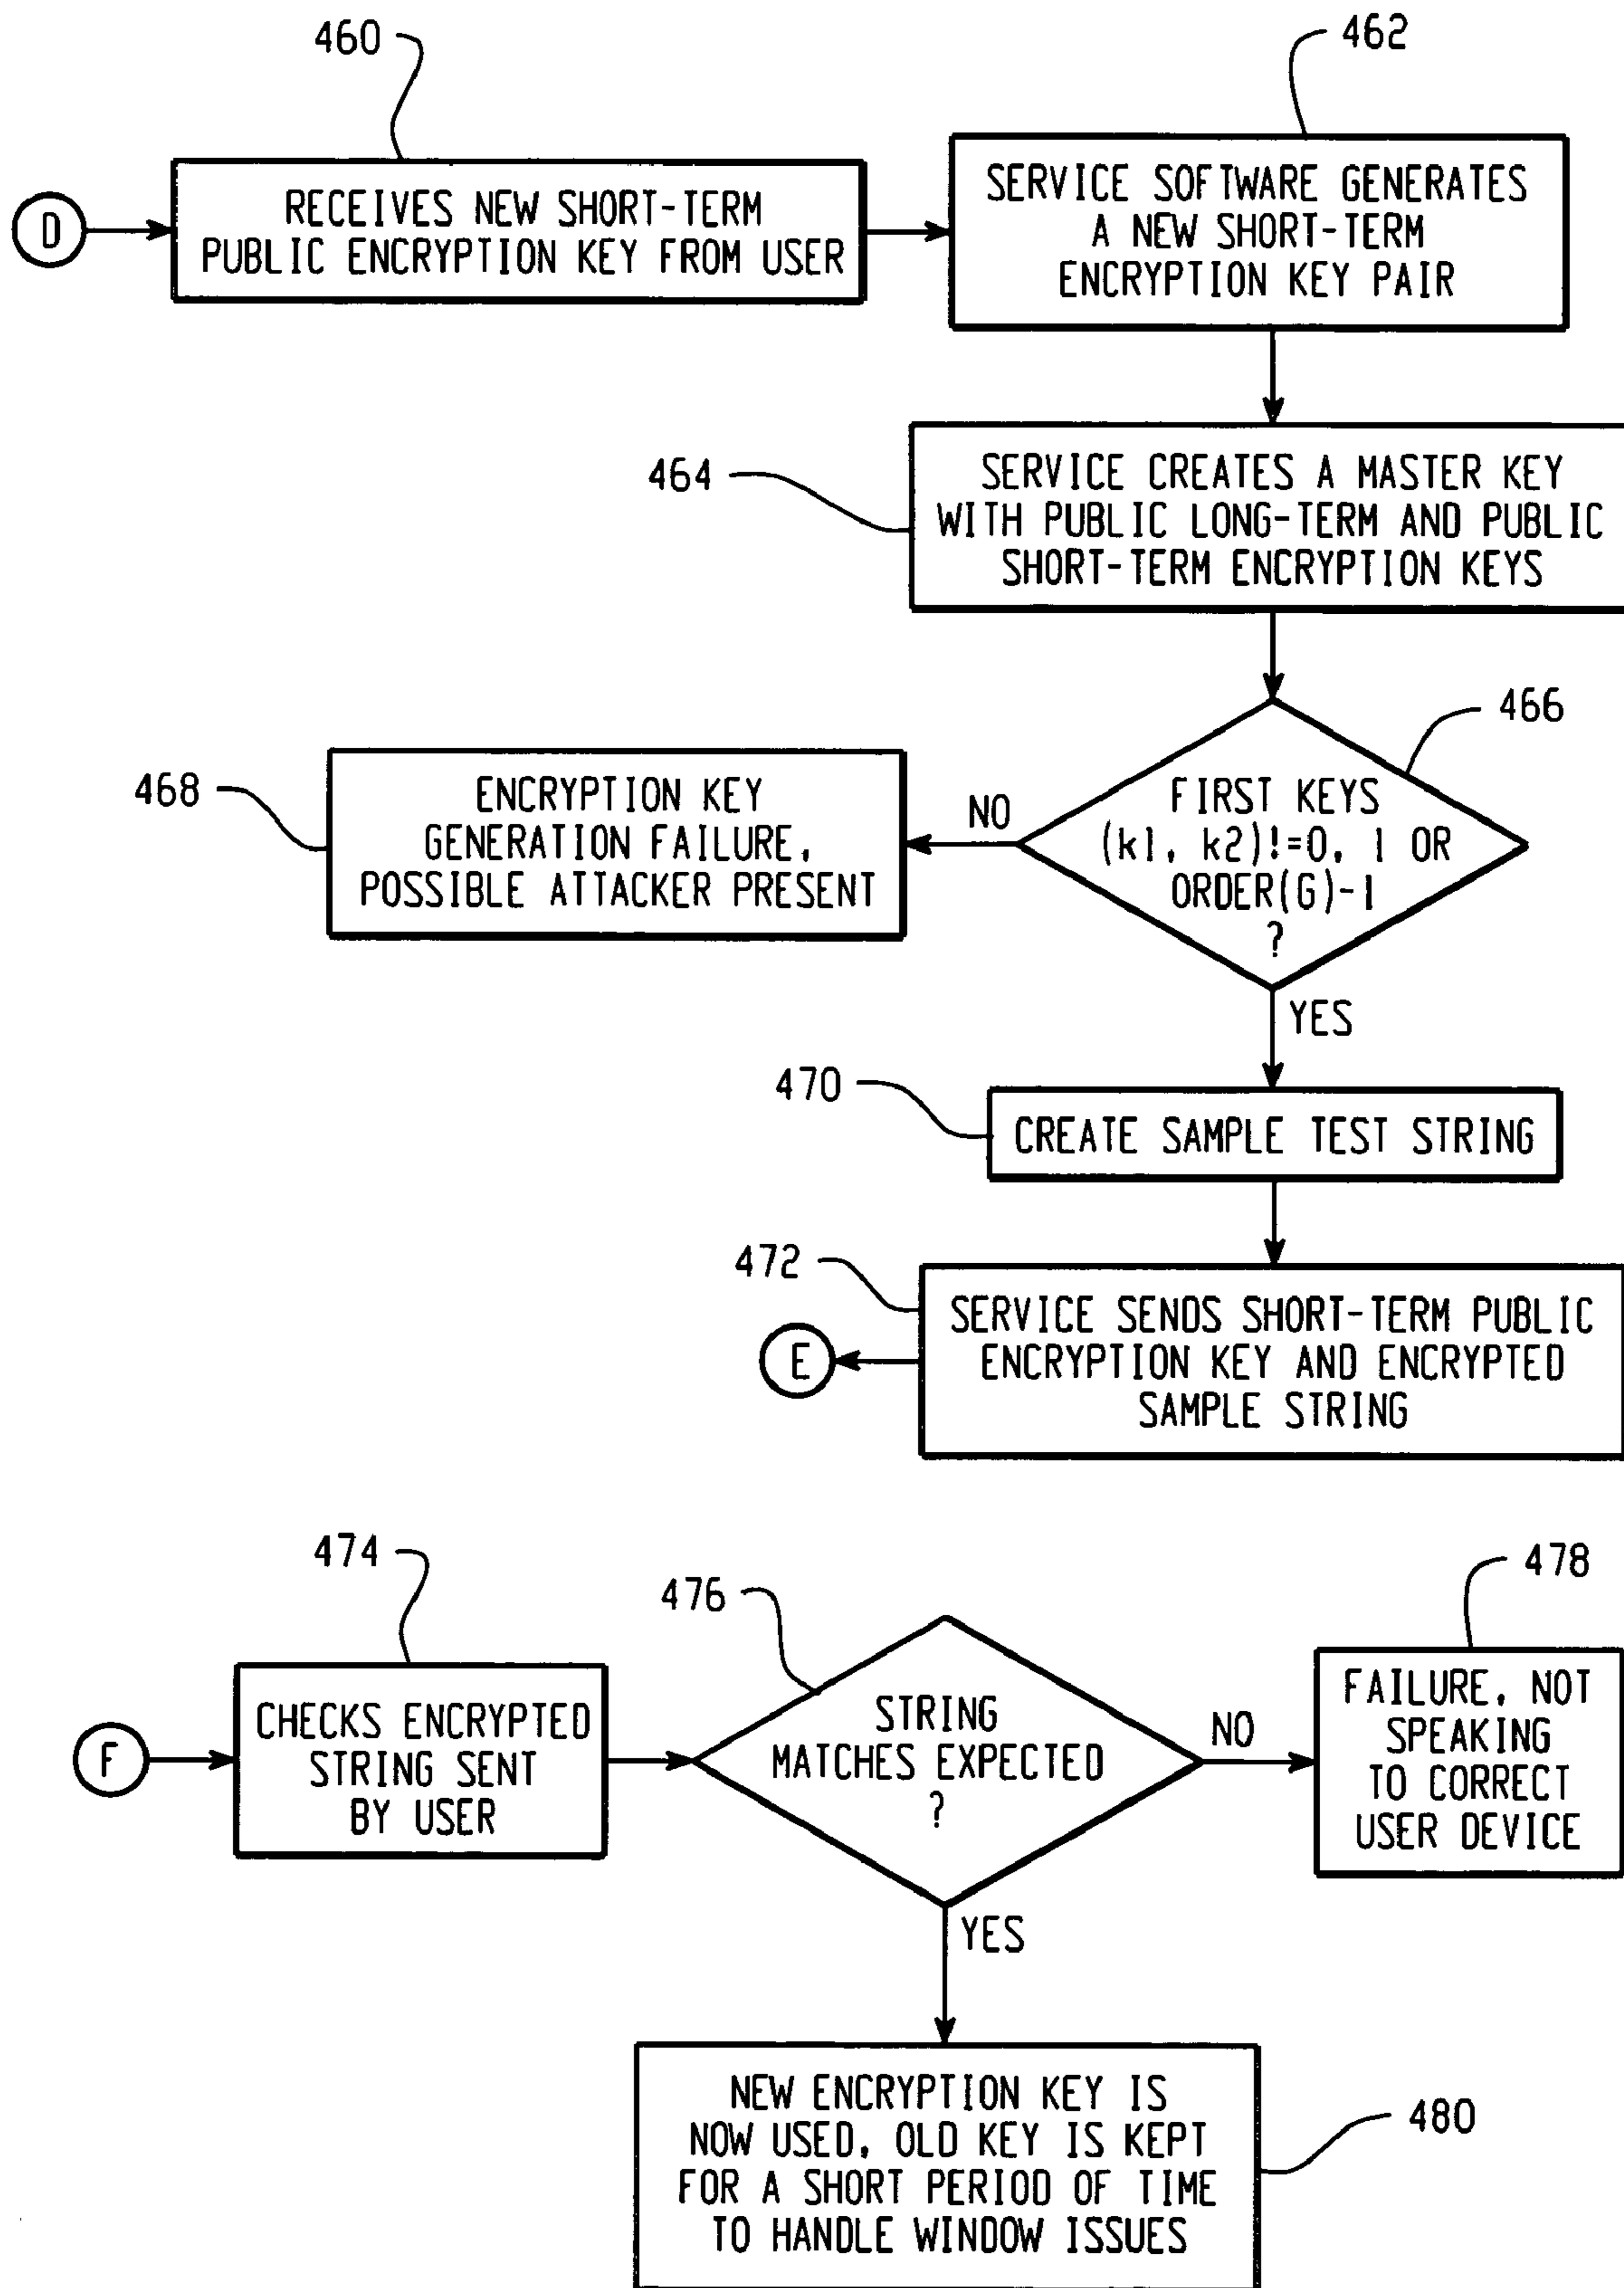 460
462
D
RECEIVES NEW SHORT-TERM
PUBLIC ENCRYPTION KEY FROM USER
SERVICE SOFTWARE GENERATES
A NEW SHORT-TERM
ENCRYPTION KEY PAIR
464
SERVICE CREATES A MASTER KEY
WITH PUBLIC LONG-TERM AND PUBLIC
SHORT-TERM ENCRYPTION KEYS
466
FIRST KEYS
(k1, k2)!=0, 1 OR
ORDER(G)-1
?
NO
468
ENCRYPTION KEY
GENERATION FAILURE,
POSSIBLE ATTACKER PRESENT
YES
470
CREATE SAMPLE TEST STRING
472
SERVICE SENDS SHORT-TERM PUBLIC
ENCRYPTION KEY AND ENCRYPTED
SAMPLE STRING
E
474
476
478
F
CHECKS ENCRYPTED
STRING SENT
BY USER
STRING
MATCHES EXPECTED
?
NO
FAILURE, NOT
SPEAKING
TO CORRECT
USER DEVICE
YES
NEW ENCRYPTION KEY IS
NOW USED, OLD KEY IS KEPT
FOR A SHORT PERIOD OF TIME
TO HANDLE WINDOW ISSUES
480